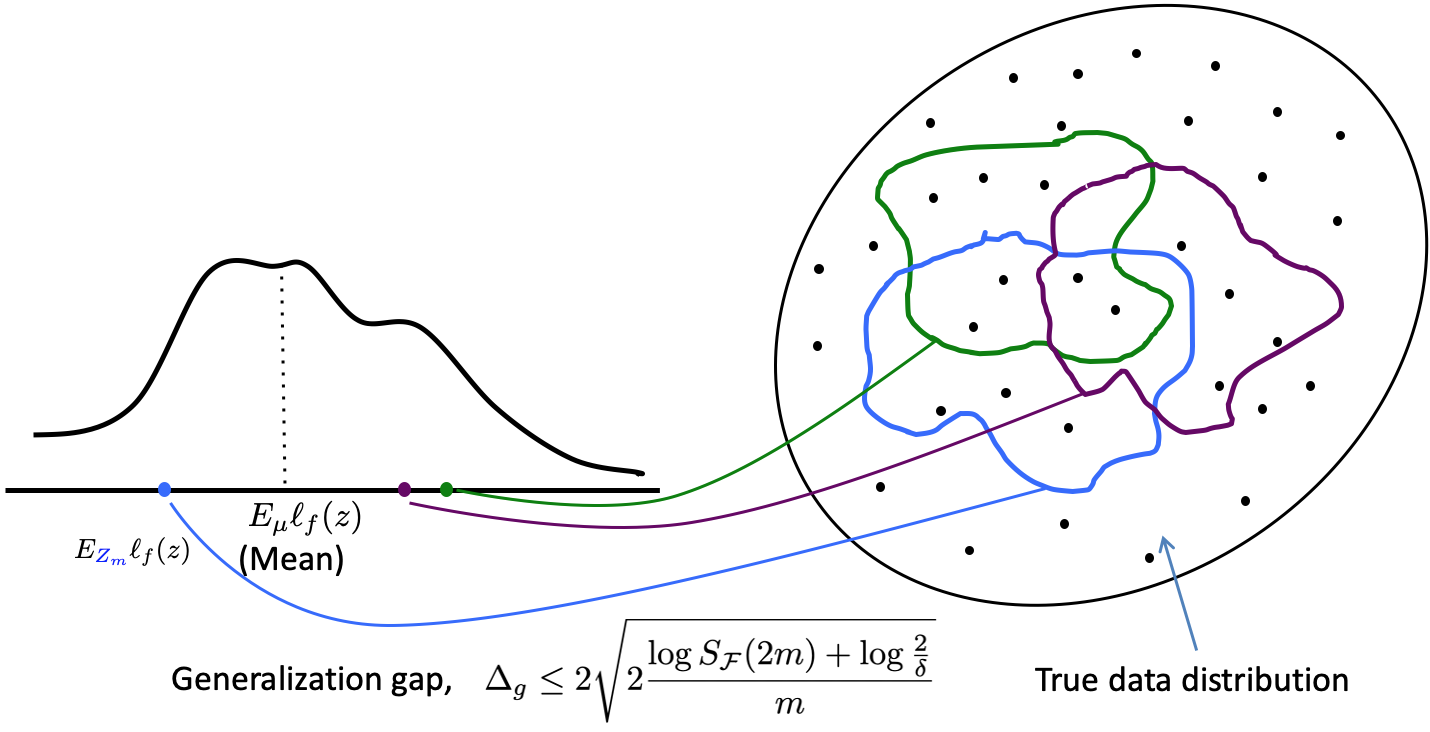 E_μ ℓ_f(z)
E_{Z_m} ℓ_f(z)
(Mean)
Generalization gap, Δ_g ≤ 2√(2 (log S_ℱ(2m) + log 2/δ)/m)
True data distribution